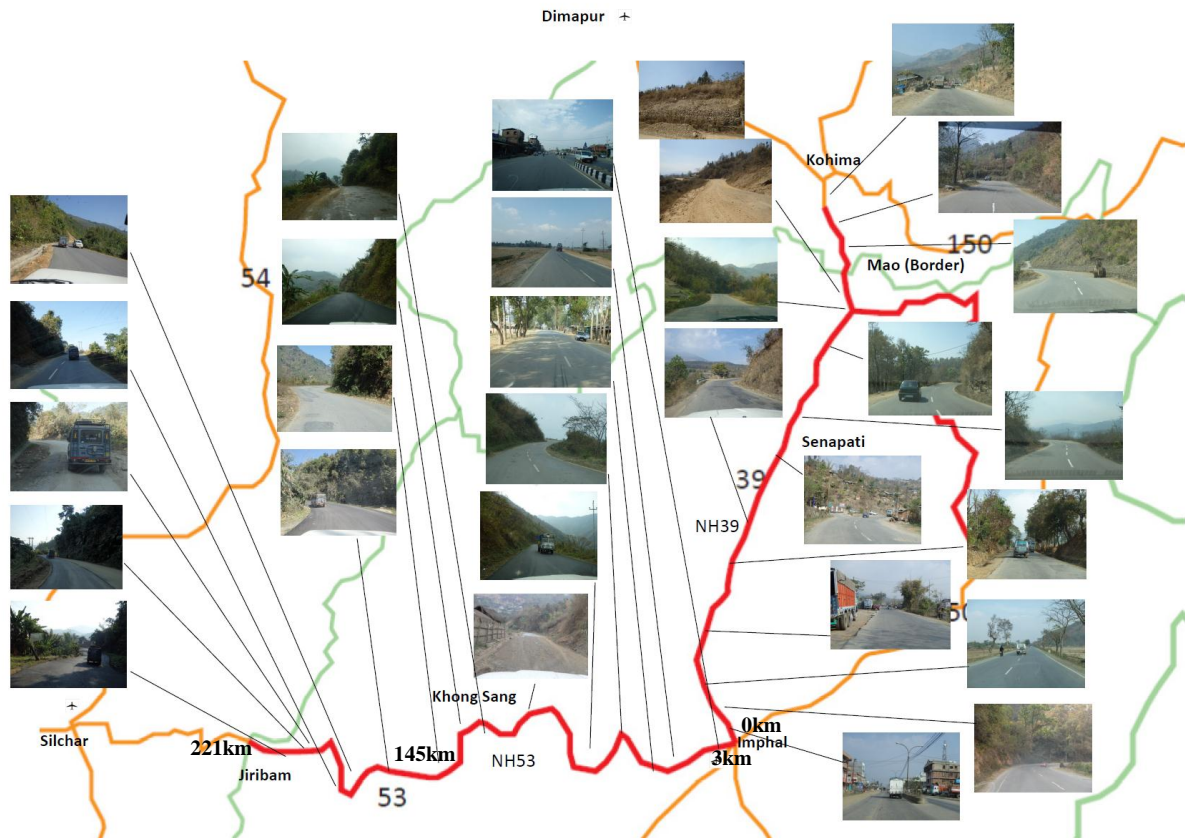 Dimapur
Kohima
150
Mao (Border)
54
Senapati
39
NH39
50
Khong Sang
0km
Imphal
3km
Silchar
221km
Jiribam
145km
NH53
53